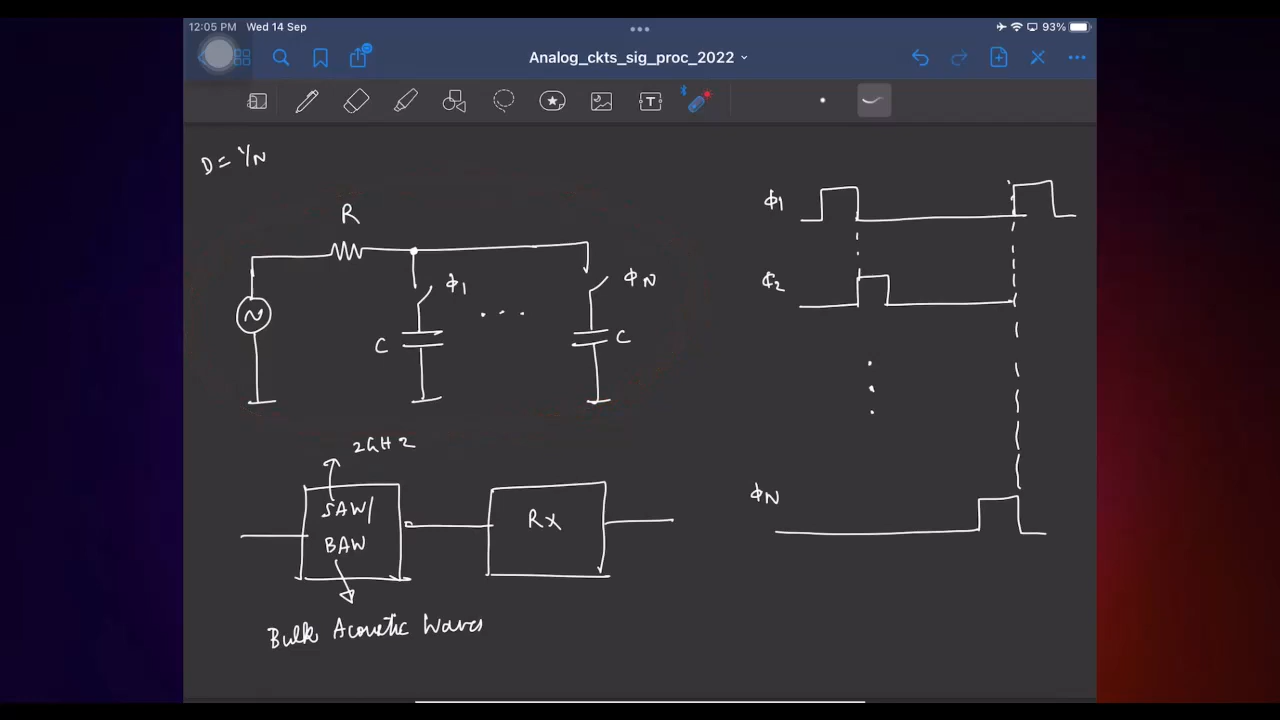 12:05 PM Wed 14 Sep
93%
Analog_ckts_sig_proc_2022
D = 1/N
R
ϕ1
ϕN
C
C
ϕ1
ϕ2
ϕN
2GHz
SAW/
BAW
Rx
Bulk Acoustic Waves